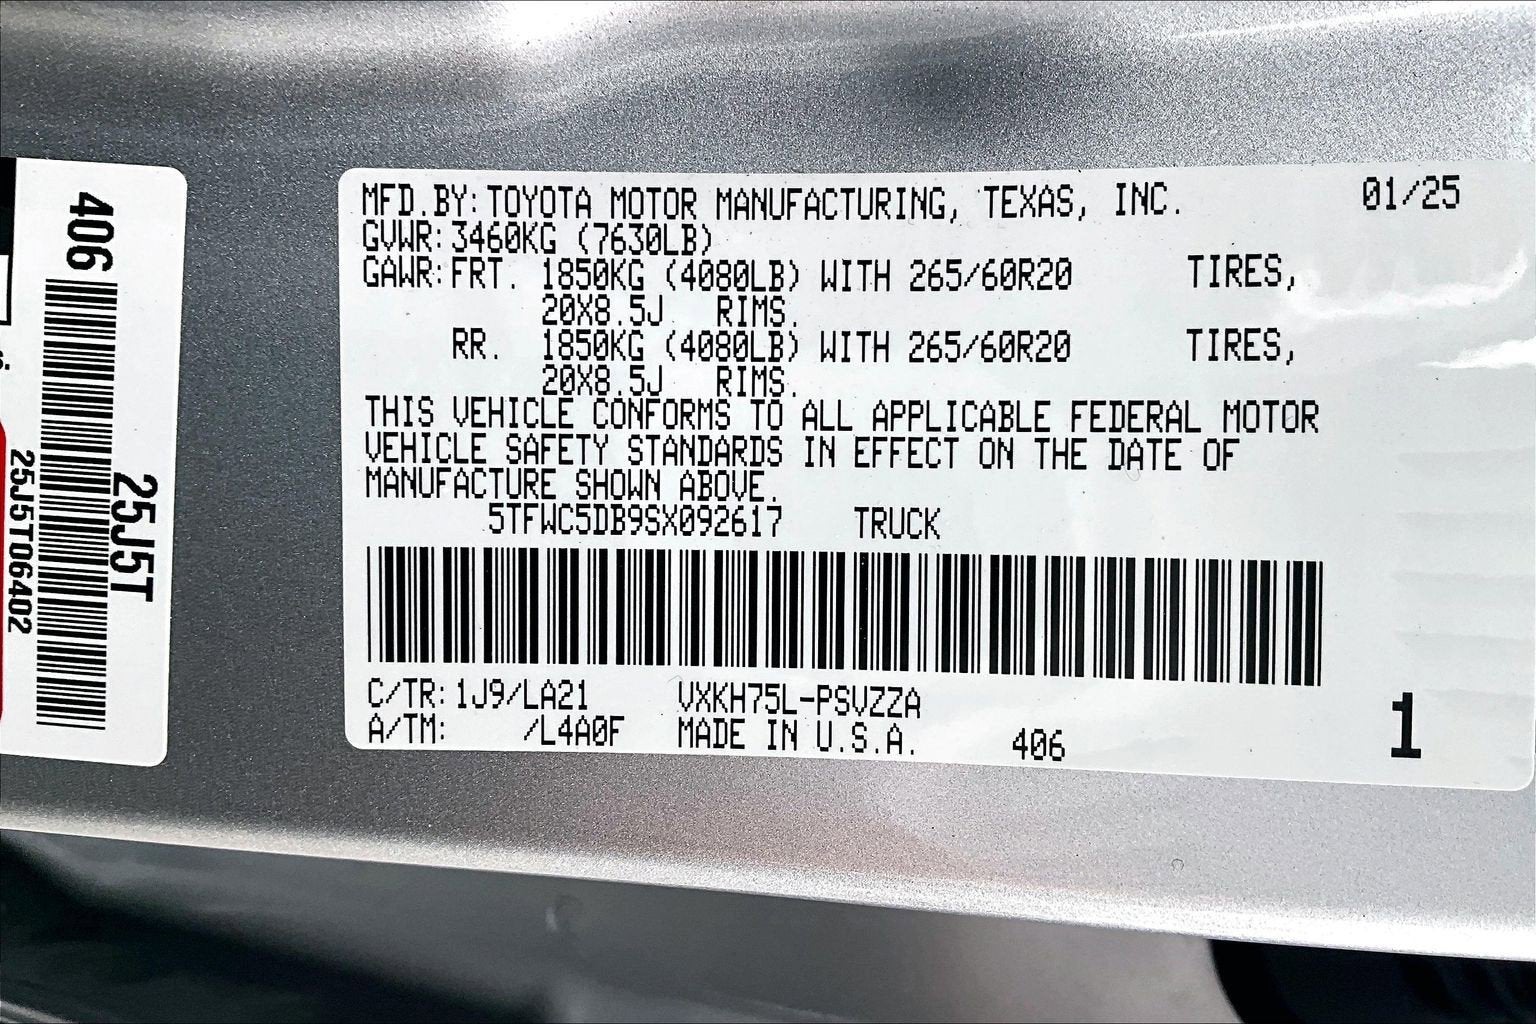 406
25J5T
25J5T06402
MFD.BY: TOYOTA MOTOR MANUFACTURING, TEXAS, INC. 01/25
GVWR: 3460KG (7630LB)
GAWR: FRT. 1850KG (4080LB) WITH 265/60R20 TIRES,
20X8.5J RIMS.
RR. 1850KG (4080LB) WITH 265/60R20 TIRES,
20X8.5J RIMS.
THIS VEHICLE CONFORMS TO ALL APPLICABLE FEDERAL MOTOR
VEHICLE SAFETY STANDARDS IN EFFECT ON THE DATE OF
MANUFACTURE SHOWN ABOVE.
5TFWC5DB9SX092617 TRUCK
C/TR: 1J9/LA21 VXKH75L-PSVZZA
A/TM: /L4A0F MADE IN U.S.A. 406 1